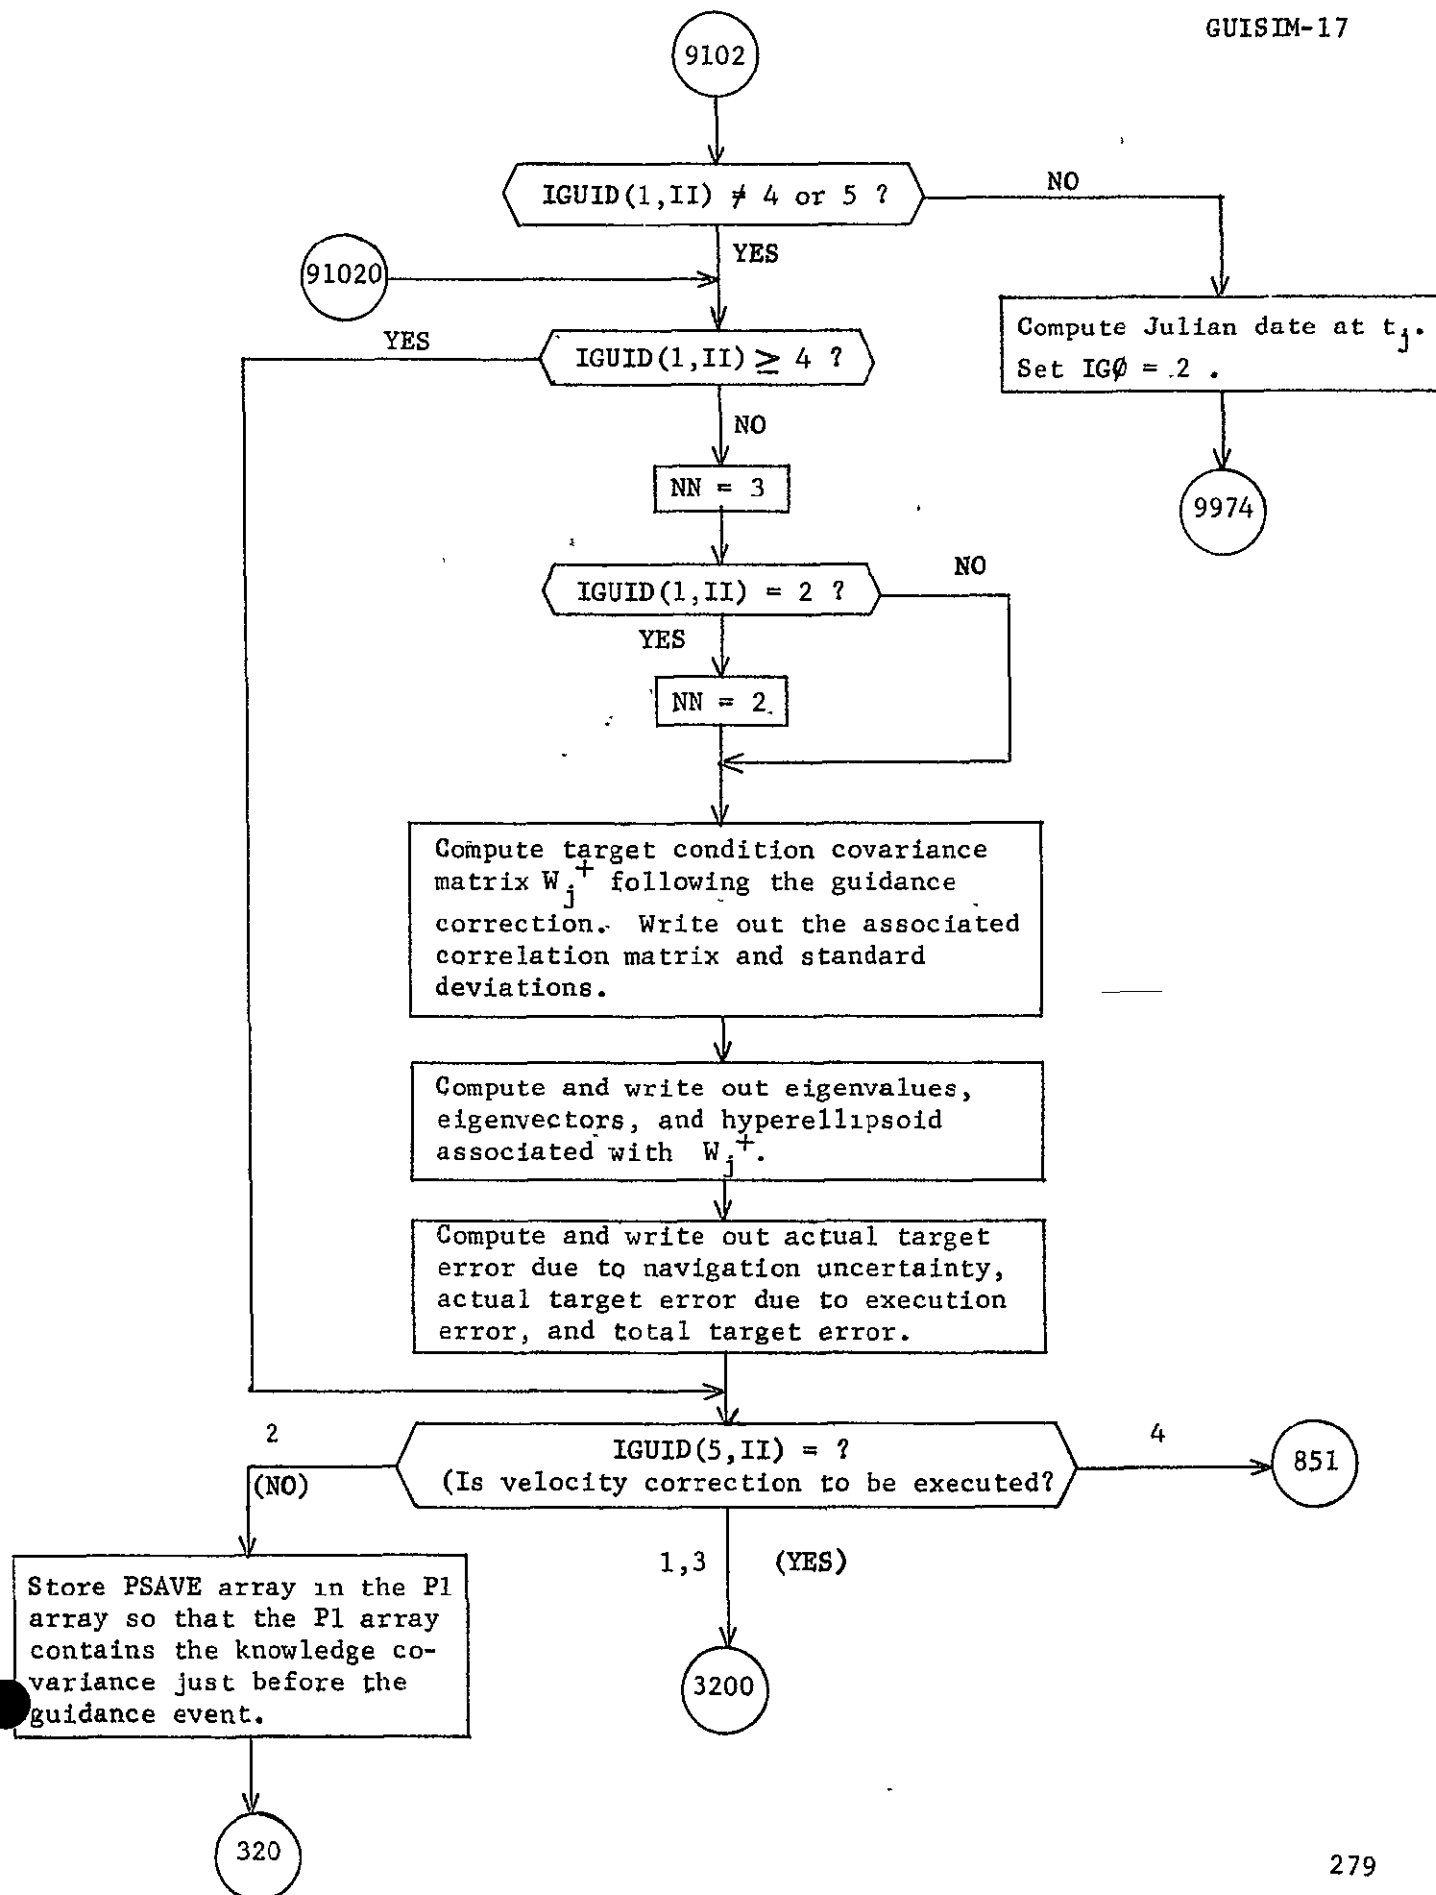 GUISIM-17
9102
IGUID(1,II) ≠ 4 or 5 ?
NO
YES
91020
Compute Julian date at tj.
Set IGØ = 2 .
YES
IGUID(1,II) ≥ 4 ?
NO
NN = 3
9974
IGUID(1,II) = 2 ?
NO
YES
NN = 2
Compute target condition covariance
matrix Wj+ following the guidance
correction. Write out the associated
correlation matrix and standard
deviations.
Compute and write out eigenvalues,
eigenvectors, and hyperellipsoid
associated with Wj+.
Compute and write out actual target
error due to navigation uncertainty,
actual target error due to execution
error, and total target error.
2
(NO)
IGUID(5,II) = ?
(Is velocity correction to be executed?
4
851
1,3 (YES)
Store PSAVE array in the P1
array so that the P1 array
contains the knowledge co-
variance just before the
guidance event.
3200
320
279